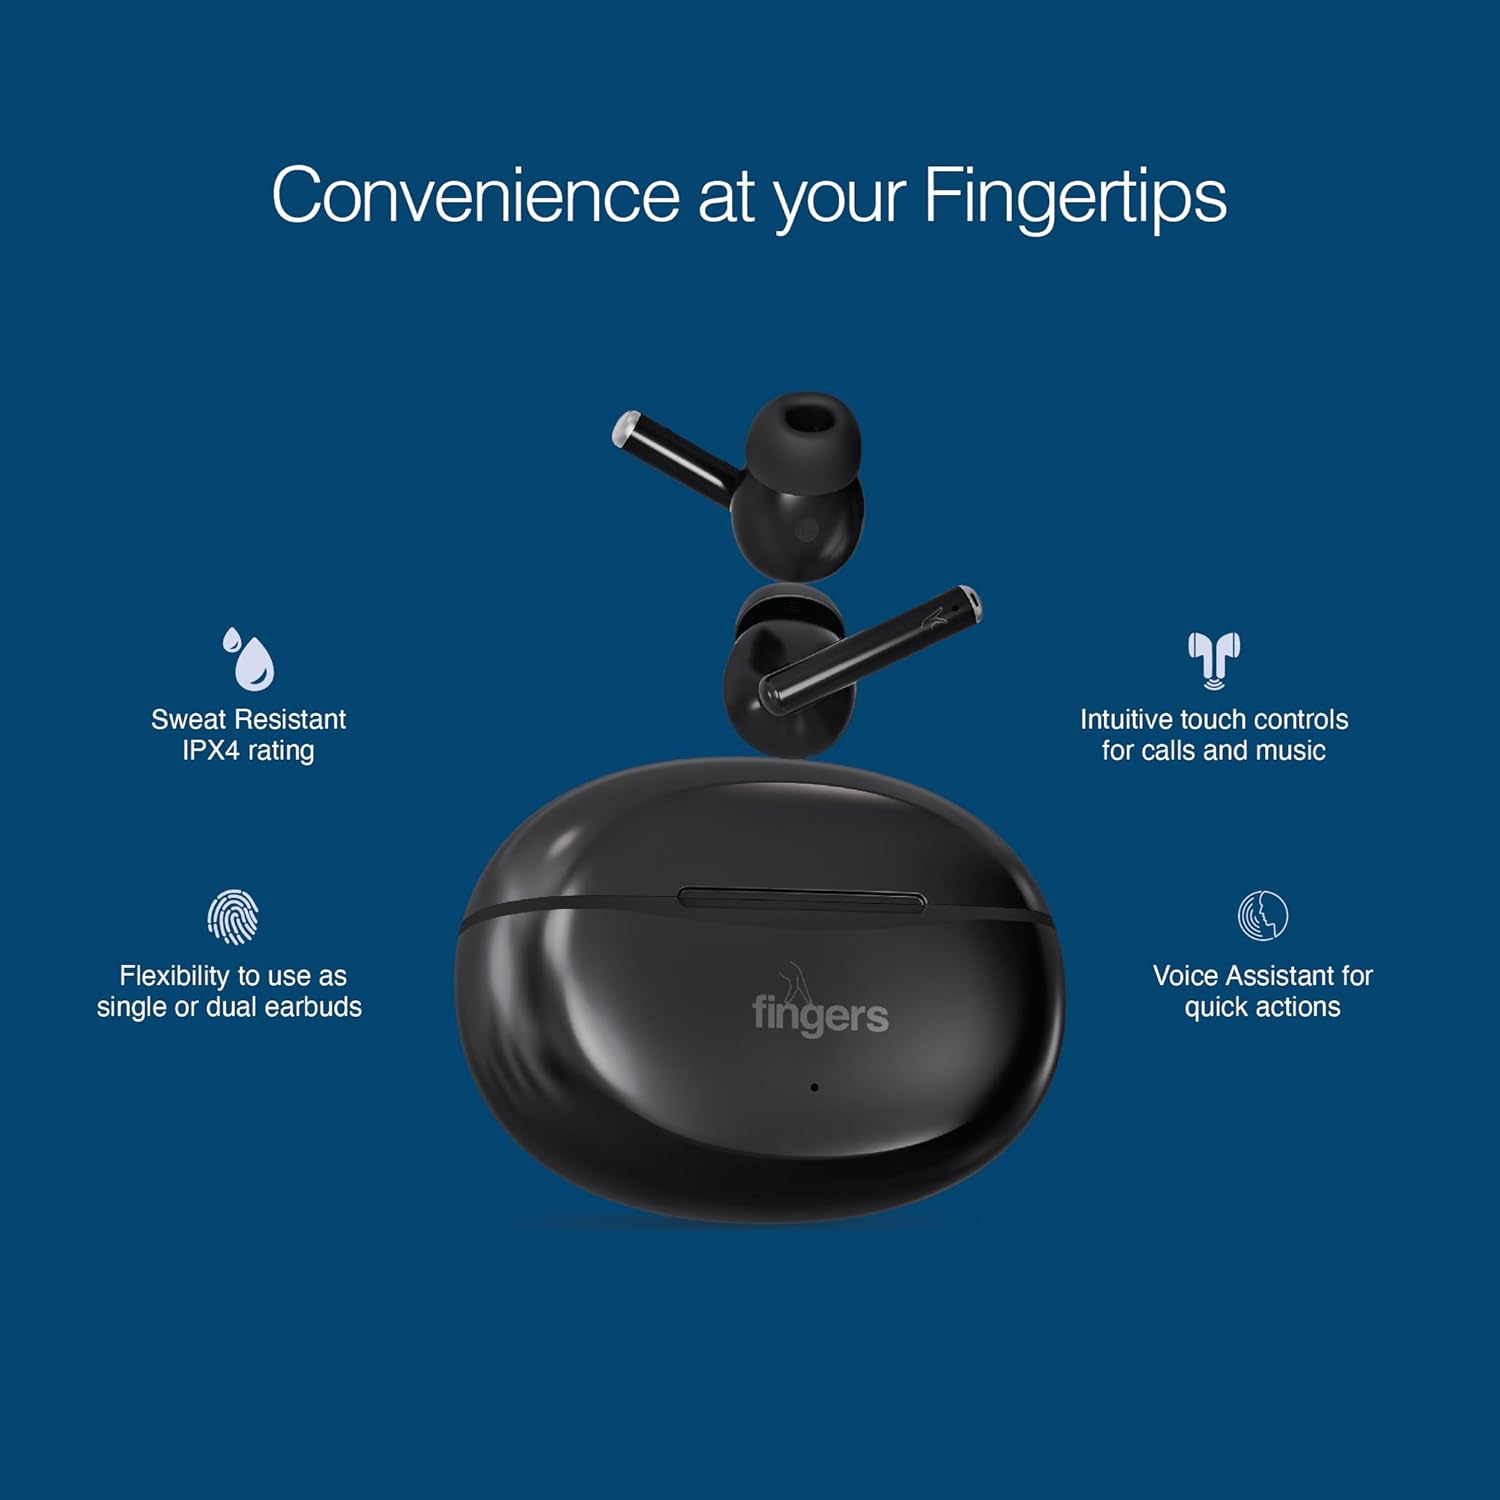 Convenience at your Fingertips
Sweat Resistant
IPX4 rating
Intuitive touch controls
for calls and music
Flexibility to use as
single or dual earbuds
Voice Assistant for
quick actions
fingers